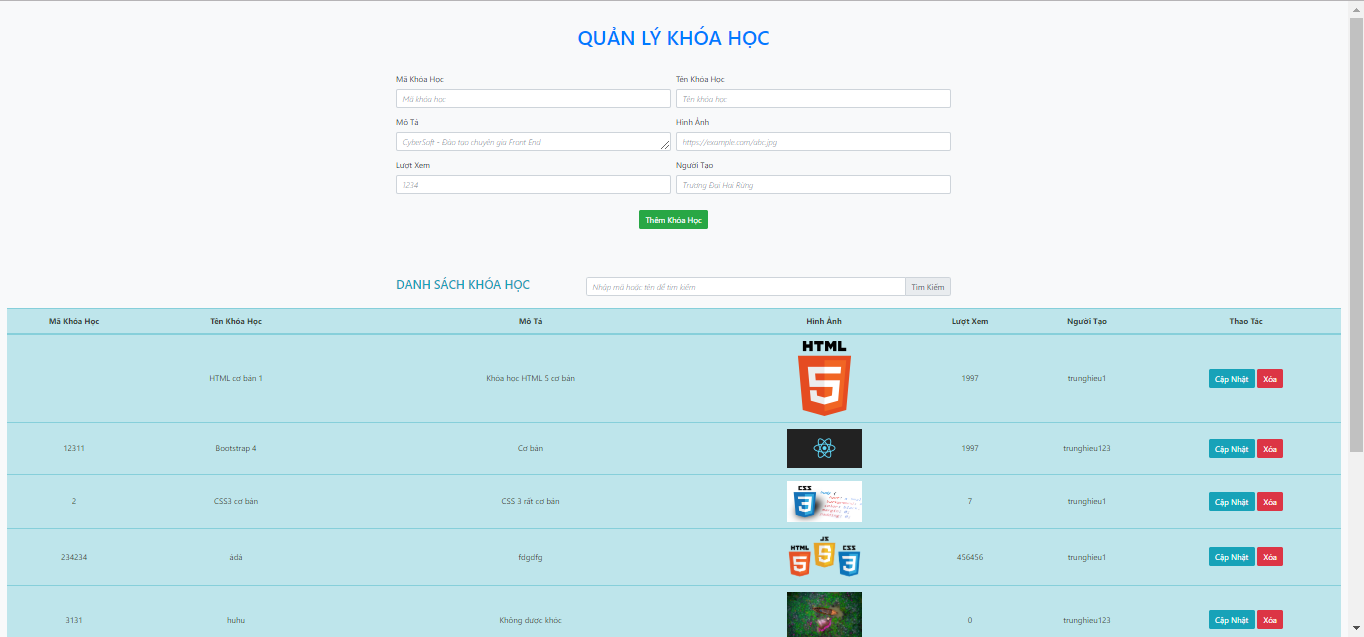 QUẢN LÝ KHÓA HỌC
Mã Khóa Học Tên Khóa Học
Mã khóa học Tên khóa học
Mô Tả Hình Ảnh
CyberSoft - Đào tạo chuyên gia Front End https://example.com/abc.jpg
Lượt Xem Người Tạo
1234 Trương Đại Hai Rừng
Thêm Khóa Học
DANH SÁCH KHÓA HỌC Nhập mã hoặc tên để tìm kiếm Tìm Kiếm
Mã Khóa Học Tên Khóa Học Mô Tả Hình Ảnh Lượt Xem Người Tạo Thao Tác
HTML
5
HTML cơ bản 1 Khóa học HTML 5 cơ bản 1997 trunghieu1 Cập Nhật Xóa
12311 Bootstrap 4 Cơ bản 1997 trunghieu123 Cập Nhật Xóa
CSS
3
2 CSS3 cơ bản CSS 3 rất cơ bản 7 trunghieu1 Cập Nhật Xóa
HTML JS CSS
5 5 3
234234 ádá fdgdfg 456456 trunghieu1 Cập Nhật Xóa
3131 huhu Không được khóc 0 trunghieu123 Cập Nhật Xóa